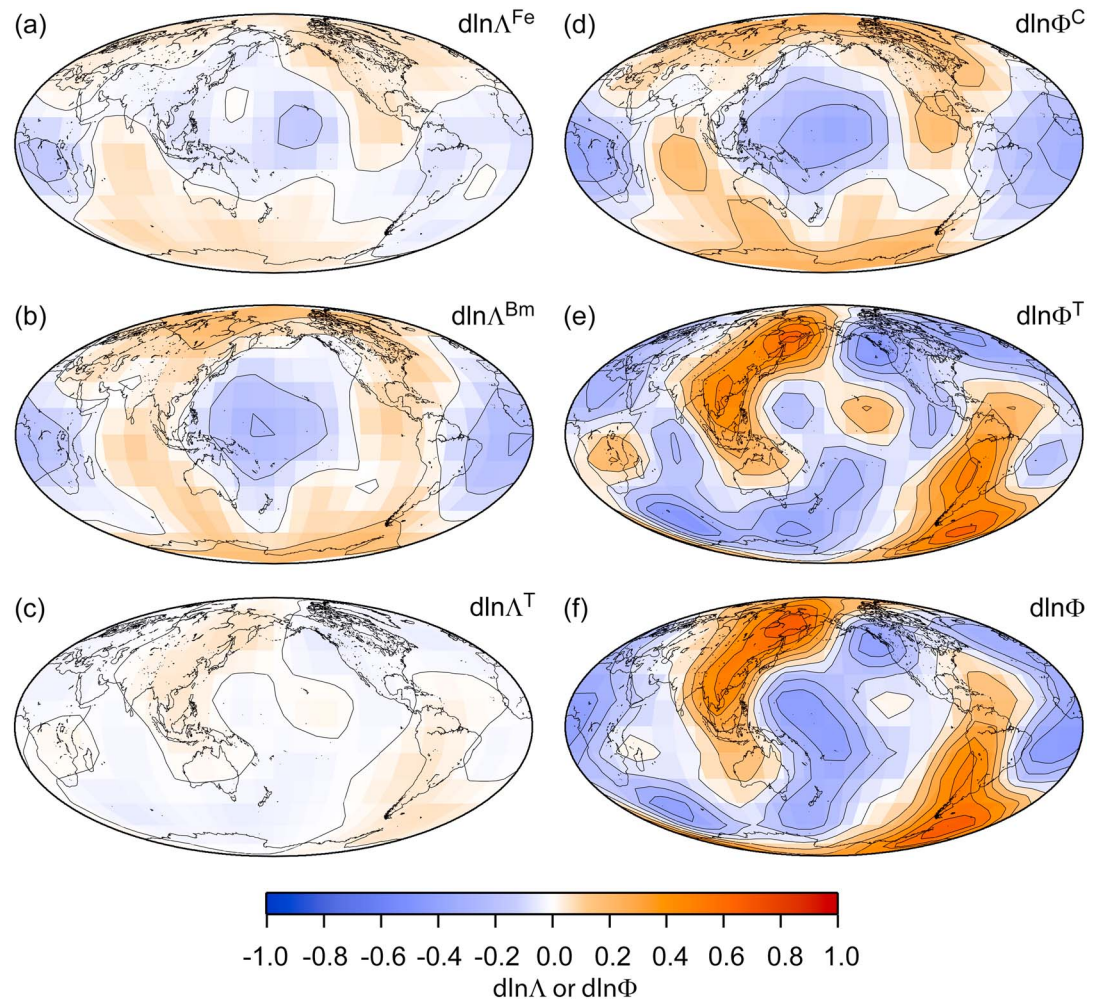 (a) dlnΛ^Fe
(d) dlnΦ^C
(b) dlnΛ^Bm
(e) dlnΦ^T
(c) dlnΛ^T
(f) dlnΦ
-1.0 -0.8 -0.6 -0.4 -0.2 0.0 0.2 0.4 0.6 0.8 1.0
dlnΛ or dlnΦ